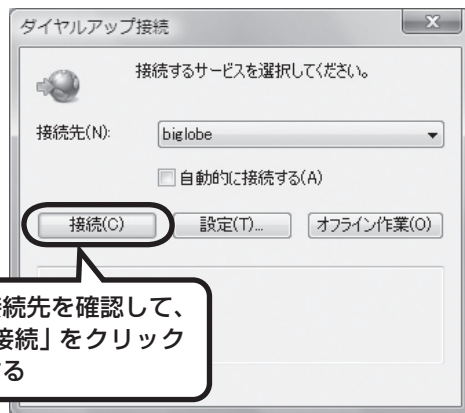 ダイヤルアップ接続
接続するサービスを選択してください。
接続先(N):
biglobe
自動的に接続する(A)
接続(C)
設定(T)...
オフライン作業(O)
続先を確認して、
接続」をクリック
る